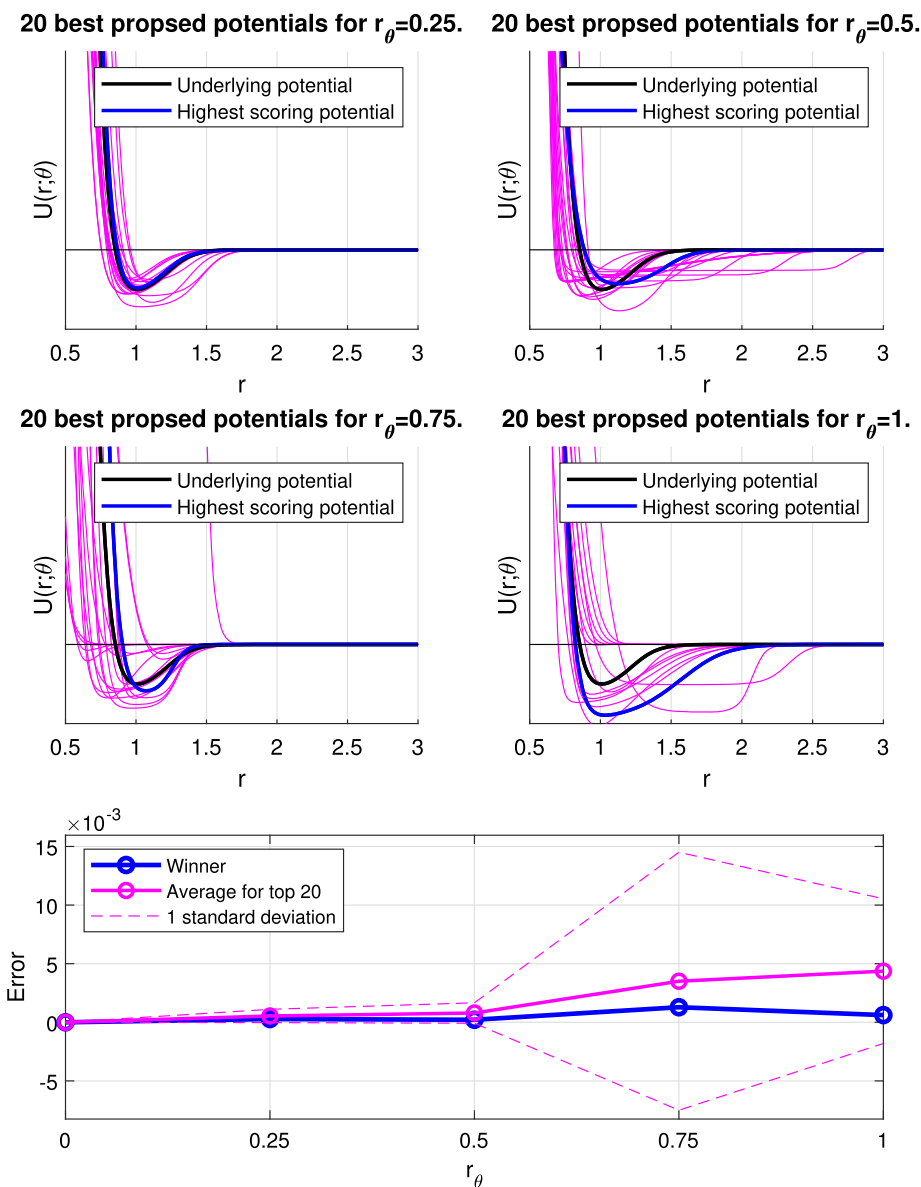 20 best propsed potentials for r_θ=0.25.
Underlying potential
Highest scoring potential
U(r;θ)
0.5 1 1.5 2 2.5 3
r
20 best propsed potentials for r_θ=0.5.
Underlying potential
Highest scoring potential
U(r;θ)
0.5 1 1.5 2 2.5 3
r
20 best propsed potentials for r_θ=0.75.
Underlying potential
Highest scoring potential
U(r;θ)
0.5 1 1.5 2 2.5 3
r
20 best propsed potentials for r_θ=1.
Underlying potential
Highest scoring potential
U(r;θ)
0.5 1 1.5 2 2.5 3
r
×10⁻³
15
10
5
0
-5
Error
Winner
Average for top 20
1 standard deviation
0 0.25 0.5 0.75 1
r_θ